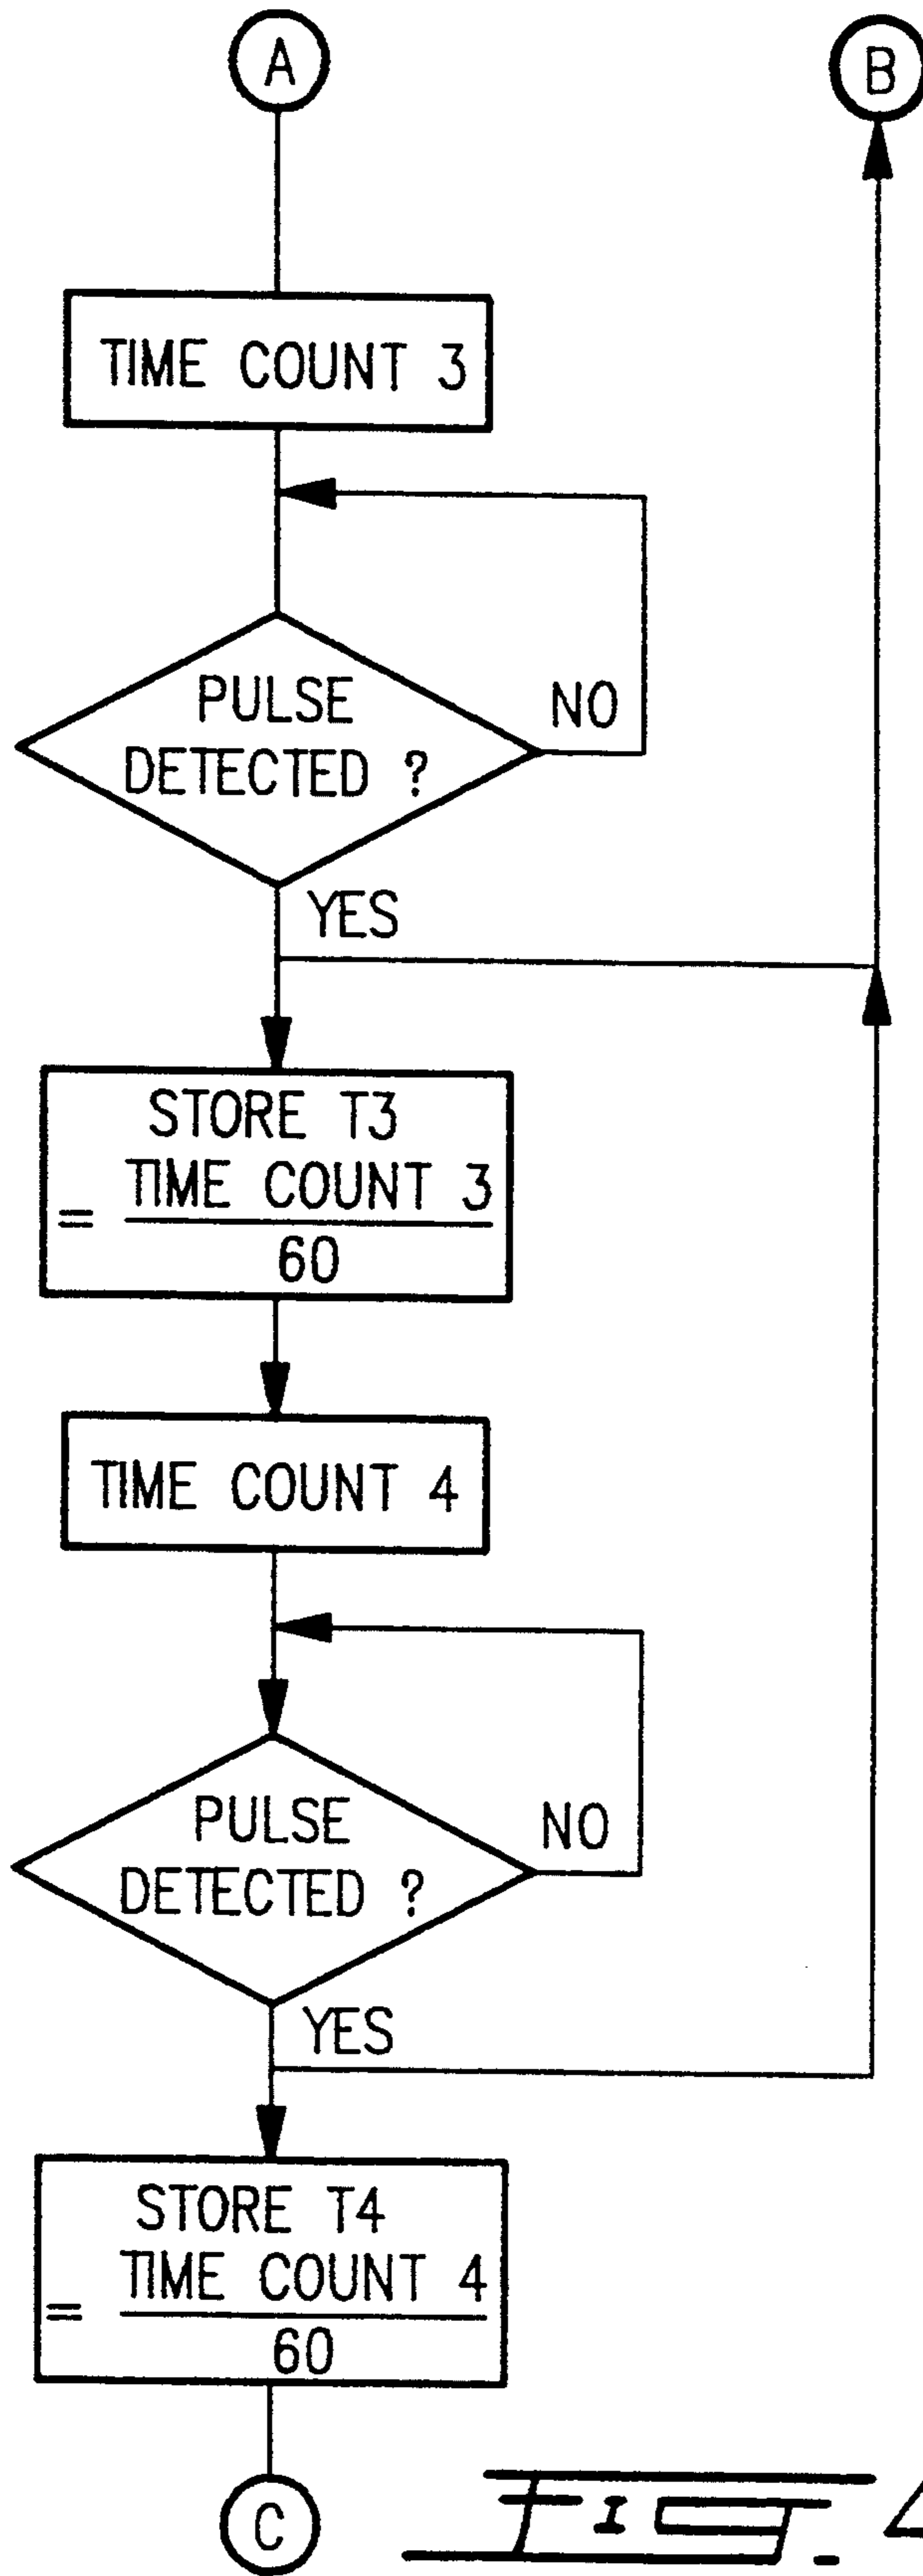 A
B
TIME COUNT 3
PULSE
DETECTED ?
NO
YES
STORE T3
= TIME COUNT 3
60
TIME COUNT 4
PULSE
DETECTED ?
NO
YES
STORE T4
= TIME COUNT 4
60
C